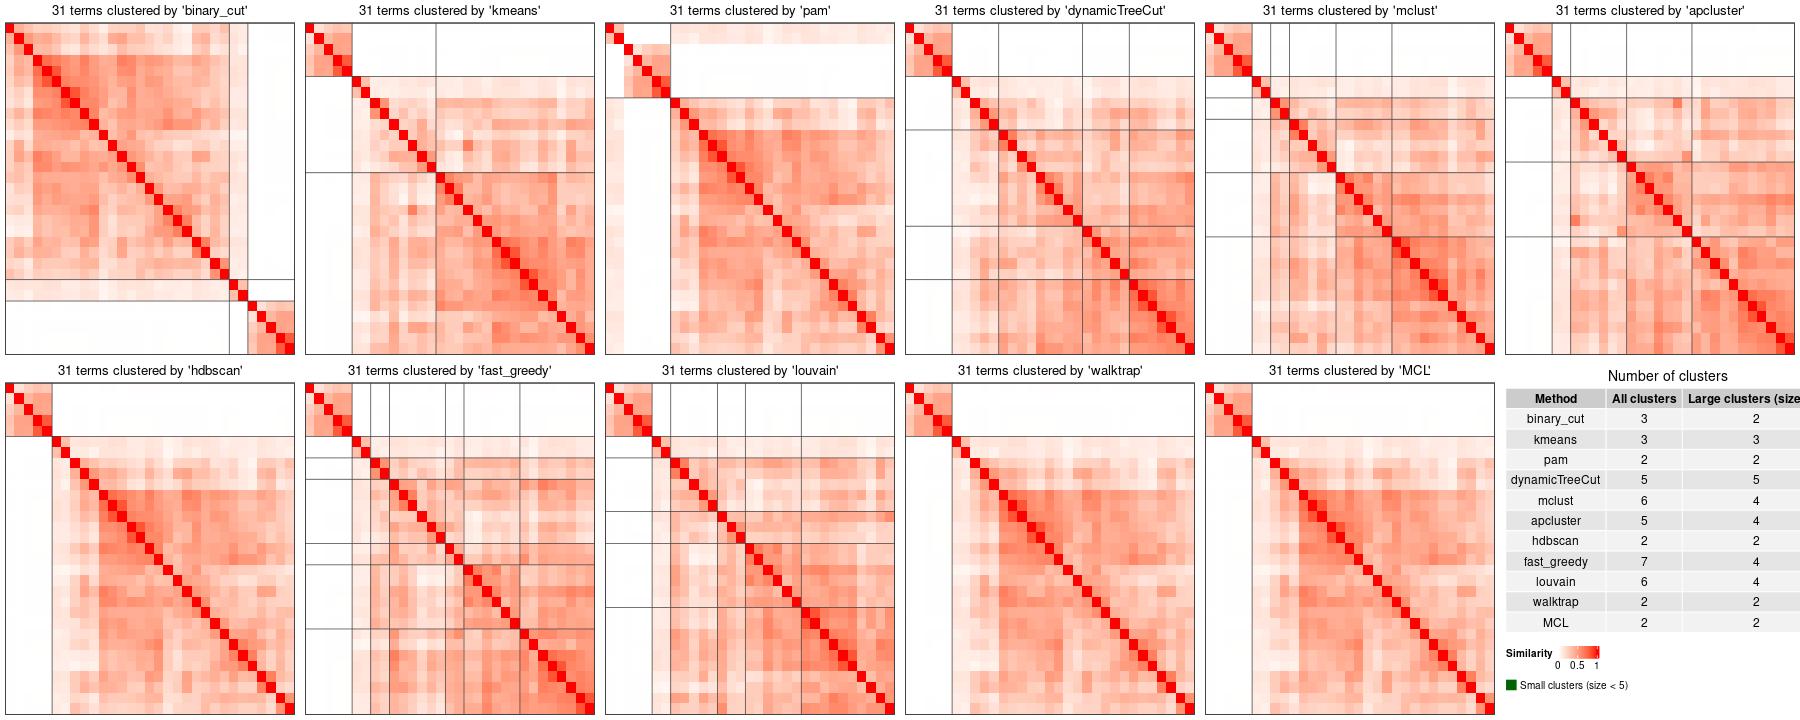 31 terms clustered by 'binary_cut'
31 terms clustered by 'kmeans'
31 terms clustered by 'pam'
31 terms clustered by 'dynamicTreeCut'
31 terms clustered by 'mclust'
31 terms clustered by 'apcluster'
31 terms clustered by 'hdbscan'
31 terms clustered by 'fast_greedy'
31 terms clustered by 'louvain'
31 terms clustered by 'walktrap'
31 terms clustered by 'MCL'
Number of clusters
Method All clusters Large clusters (size
binary_cut 3 2
kmeans 3 3
pam 2 2
dynamicTreeCut 5 5
mclust 6 4
apcluster 5 4
hdbscan 2 2
fast_greedy 7 4
louvain 6 4
walktrap 2 2
MCL 2 2
Similarity
0 0.5 1
Small clusters (size < 5)